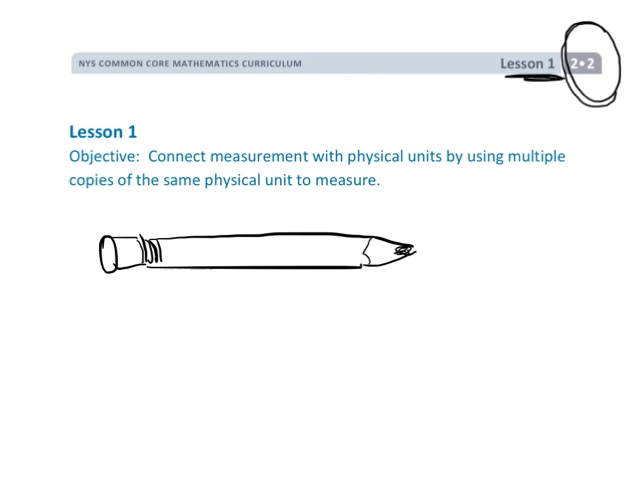 NYS COMMON CORE MATHEMATICS CURRICULUM Lesson 1 2•2
Lesson 1
Objective: Connect measurement with physical units by using multiple
copies of the same physical unit to measure.